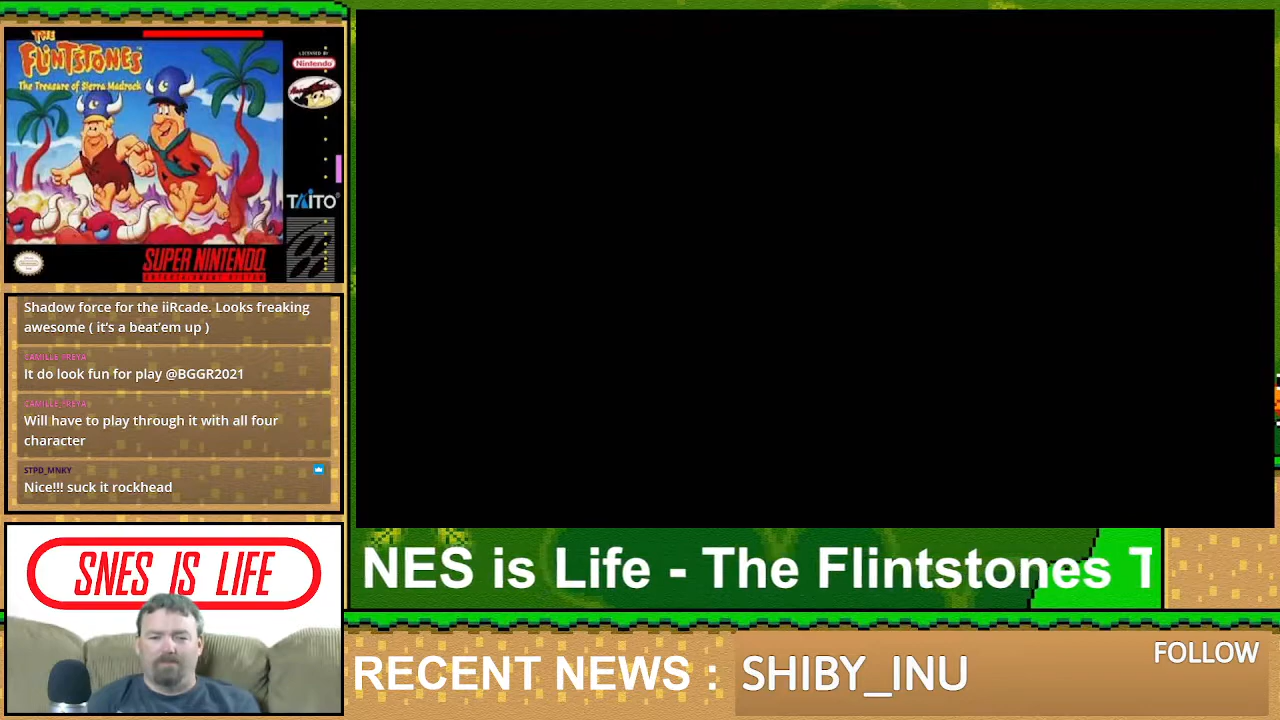 THE
FLINTSTONES
The Treasure of Sierra Madrock
LICENSED BY
Nintendo
TAITO
SUPER NINTENDO
ENTERTAINMENT SYSTEM
Shadow force for the iiRcade. Looks freaking
awesome ( it's a beat'em up )
CAMILLE_FREYA
It do look fun for play @BGGR2021
CAMILLE_FREYA
Will have to play through it with all four
character
STPD_MNKY
Nice!!! suck it rockhead
SNES IS LIFE
NES is Life - The Flintstones T
RECENT NEWS :
SHIBY_INU
FOLLOW